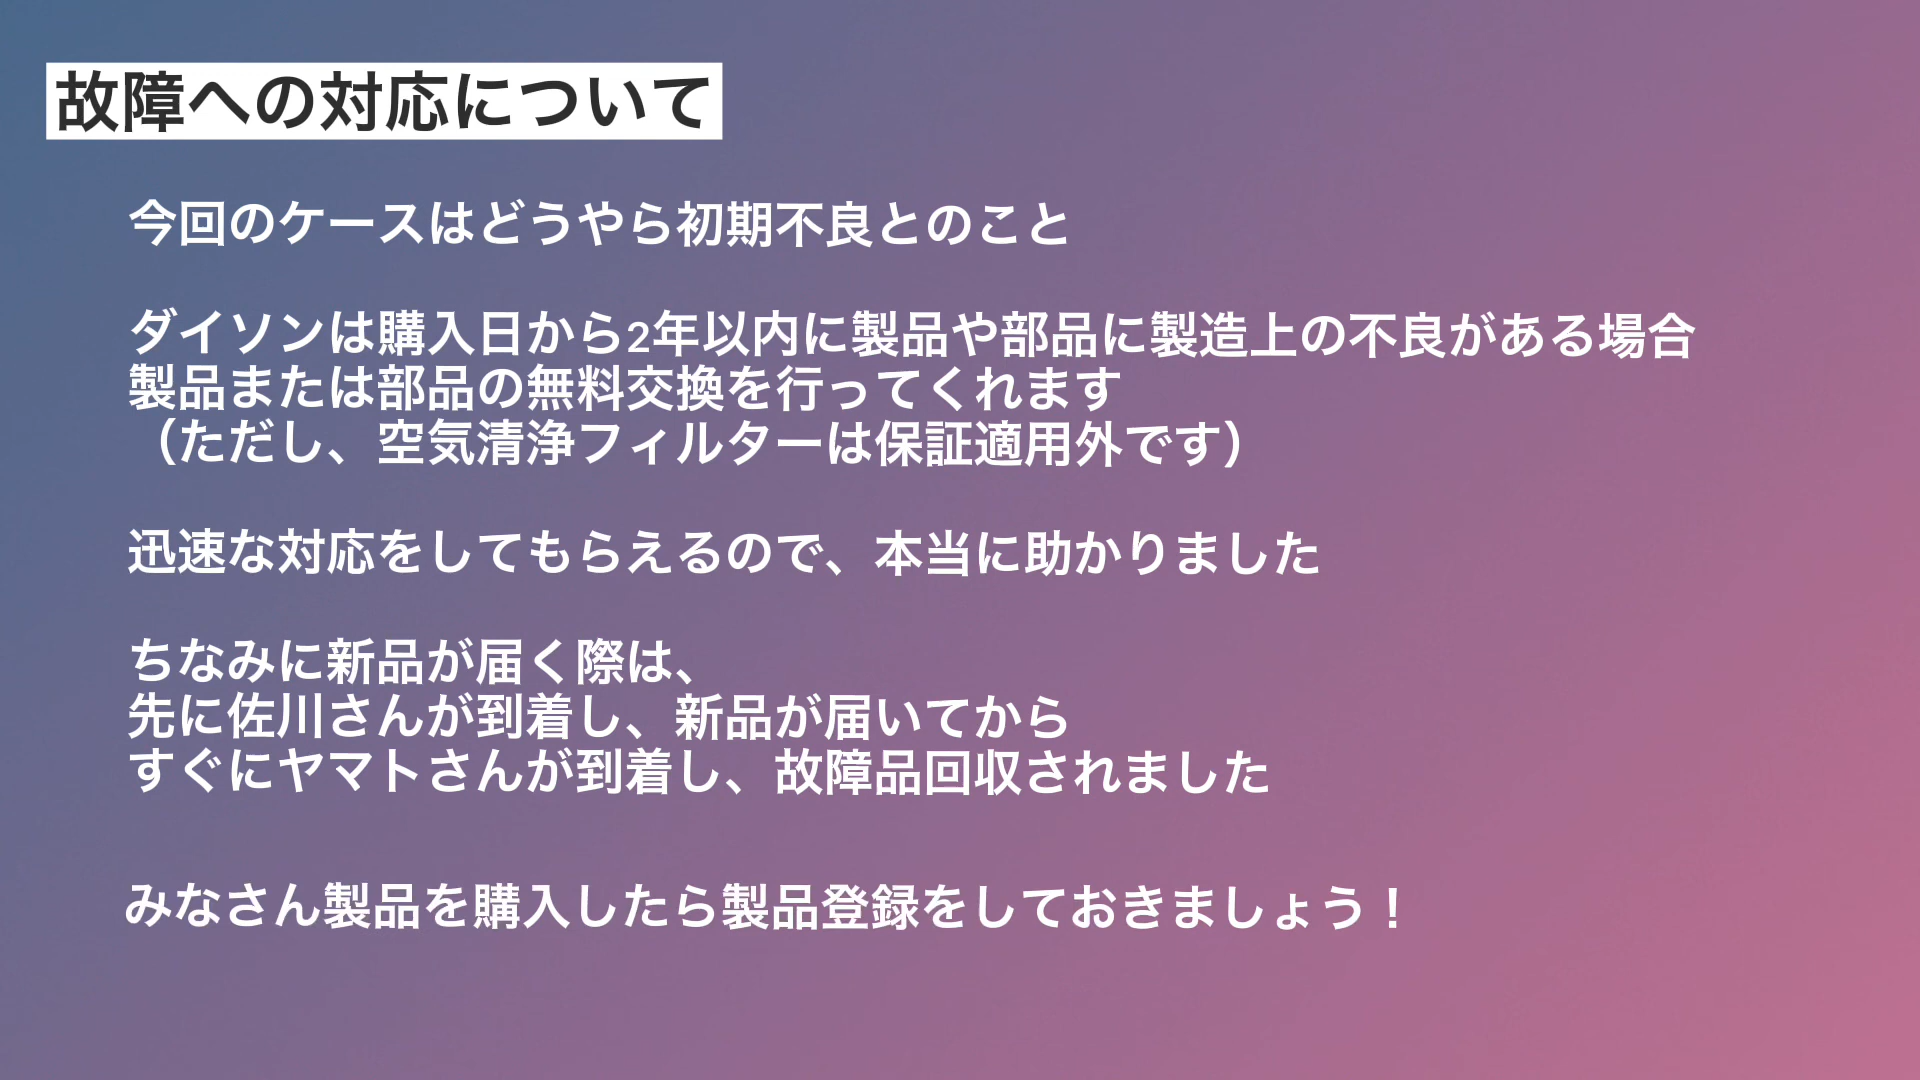 故障への対応について
今回のケースはどうやら初期不良とのこと
ダイソンは購入日から2年以内に製品や部品に製造上の不良がある場合
製品または部品の無料交換を行ってくれます
（ただし、空気清浄フィルターは保証適用外です）
迅速な対応をしてもらえるので、本当に助かりました
ちなみに新品が届く際は、
先に佐川さんが到着し、新品が届いてから
すぐにヤマトさんが到着し、故障品回収されました
みなさん製品を購入したら製品登録をしておきましょう！